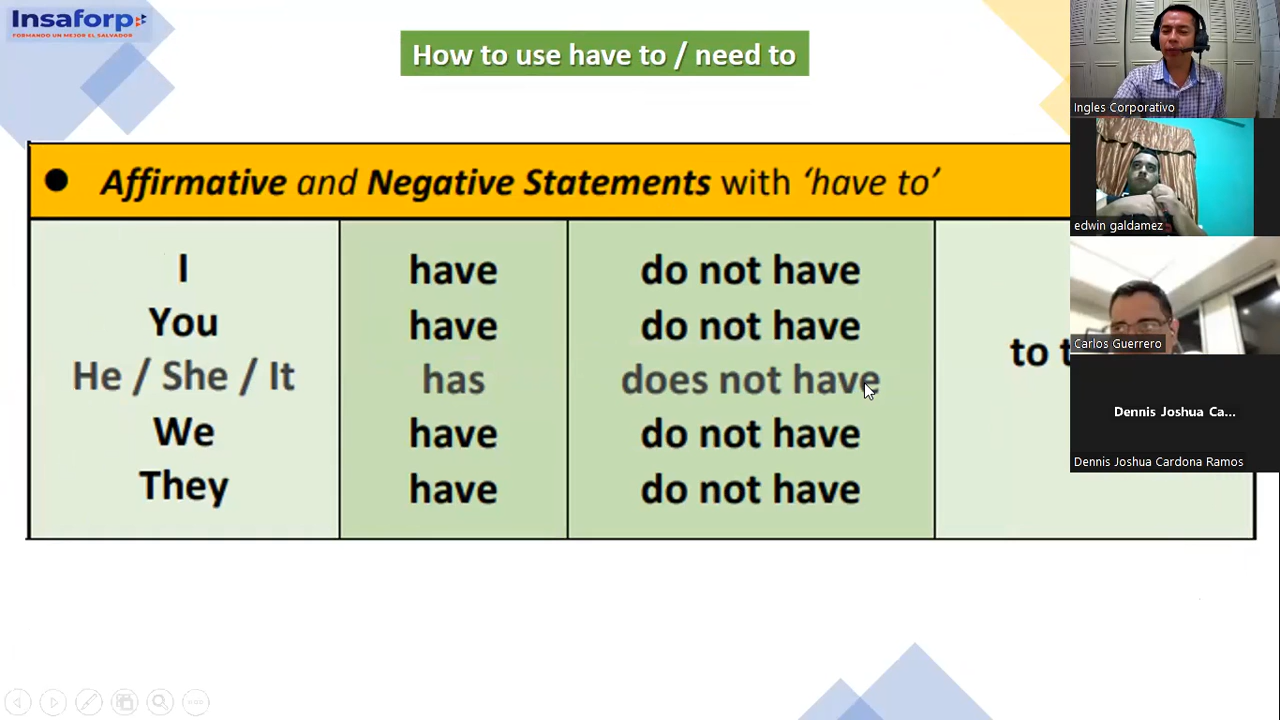 Insaforp
FORMANDO UN MEJOR EL SALVADOR
How to use have to / need to
● Affirmative and Negative Statements with ‘have to’
I have do not have
You have do not have
He / She / It has does not have
We have do not have
They have do not have
to
Ingles Corporativo
edwin galdamez
Carlos Guerrero
Dennis Joshua Ca...
Dennis Joshua Cardona Ramos